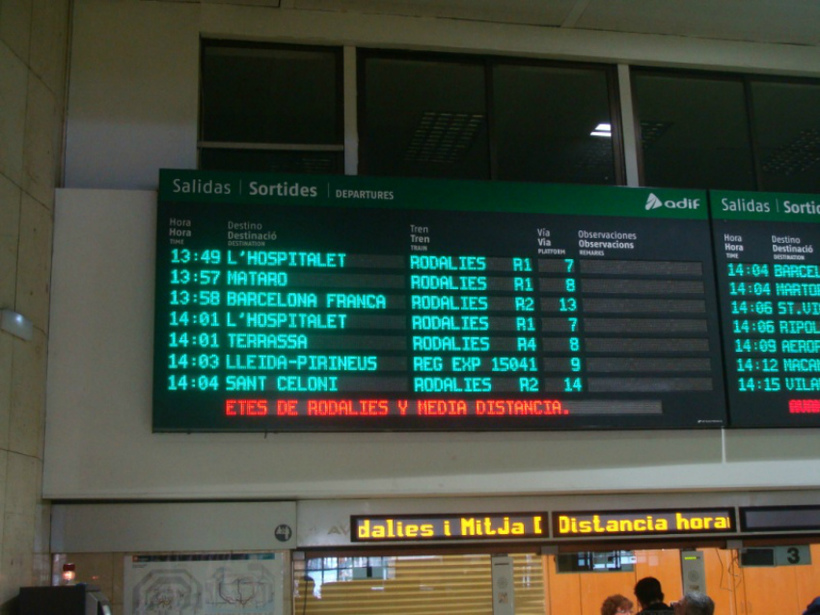 Salidas | Sortides | DEPARTURES
adif
Hora Destino Tren Vía Observaciones
Hora Destinació Tren Via Observacions
TIME DESTINATION TRAIN PLATFORM REMARKS
13:49 L'HOSPITALET RODALIES R1 7
13:57 MATARO RODALIES R1 8
13:58 BARCELONA FRANCA RODALIES R2 13
14:01 L'HOSPITALET RODALIES R1 7
14:01 TERRASSA RODALIES R4 8
14:03 LLEIDA-PIRINEUS REG EXP 15041 9
14:04 SANT CELONI RODALIES R2 14
ETES DE RODALIES Y MEDIA DISTANCIA.
Salidas | Sortid
Hora Destino
Hora Destinació
TIME DESTINATION
14:04 BARCEL
14:04 MARTOR
14:06 ST.VI
14:06 RIPOL
14:09 AEROP
14:12 MACAN
14:15 VILA
dalies i Mitja D
Distancia horar
3